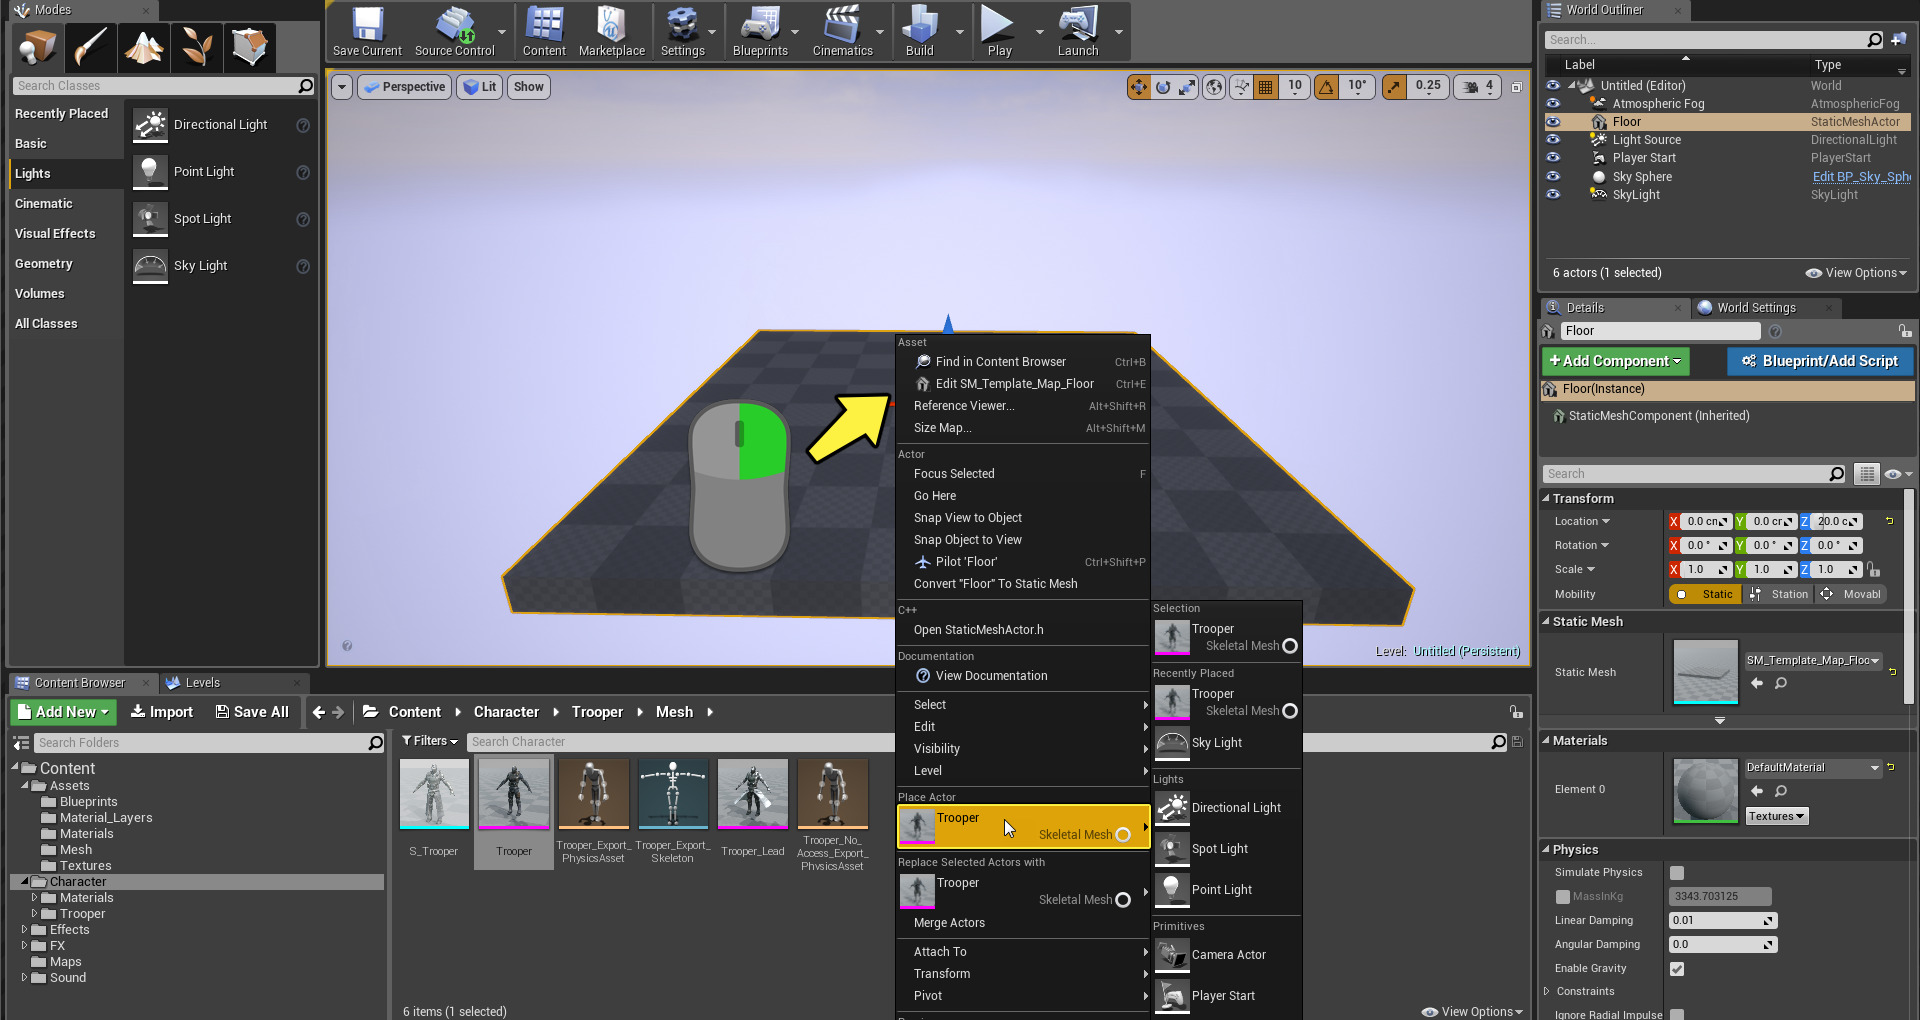 Modes
Search Classes
Recently Placed
Basic
Lights
Cinematic
Visual Effects
Geometry
Volumes
All Classes
Directional Light
Point Light
Spot Light
Sky Light
Save Current
Source Control
Content
Marketplace
Settings
Blueprints
Cinematics
Build
Play
Launch
Perspective
Lit
Show
10
10°
0.25
4
Level: Untitled (Persistent)
Asset
Find in Content Browser Ctrl+B
Edit SM_Template_Map_Floor Ctrl+E
Reference Viewer... Alt+Shift+R
Size Map... Alt+Shift+M
Actor
Focus Selected F
Go Here
Snap View to Object
Snap Object to View
Pilot 'Floor' Ctrl+Shift+P
Convert "Floor" To Static Mesh
C++
Open StaticMeshActor.h
Documentation
View Documentation
Select
Edit
Visibility
Level
Place Actor
Trooper
Skeletal Mesh
Replace Selected Actors with
Trooper
Skeletal Mesh
Merge Actors
Attach To
Transform
Pivot
Selection
Trooper
Skeletal Mesh
Recently Placed
Trooper
Skeletal Mesh
Sky Light
Lights
Directional Light
Spot Light
Point Light
Primitives
Camera Actor
Player Start
Content Browser
Levels
Add New
Import
Save All
Content
Character
Trooper
Mesh
Search Folders
Filters
Search Character
Content
Assets
Blueprints
Material_Layers
Materials
Mesh
Textures
Character
Materials
Trooper
Effects
FX
Maps
Sound
S_Trooper
Trooper
Trooper_Export_
PhysicsAsset
Trooper_Export_
Skeleton
Trooper_Lead
Trooper_No_
Access_Export_
PhysicsAsset
6 items (1 selected)
View Options
World Outliner
Search...
Label Type
Untitled (Editor) World
Atmospheric Fog AtmosphericFog
Floor StaticMeshActor
Light Source DirectionalLight
Player Start PlayerStart
Sky Sphere Edit BP_Sky_Sph
SkyLight SkyLight
6 actors (1 selected)
View Options
Details
World Settings
Floor
+Add Component
Blueprint/Add Script
Floor(Instance)
StaticMeshComponent (Inherited)
Search
Transform
Location X 0.0 cm Y 0.0 cm Z 20.0 c
Rotation X 0.0 ° Y 0.0 ° Z 0.0 °
Scale X 1.0 Y 1.0 Z 1.0
Mobility Static Station Movabl
Static Mesh
Static Mesh
SM_Template_Map_Floo
Materials
Element 0
DefaultMaterial
Textures
Physics
Simulate Physics
MassInKg 3343.703125
Linear Damping 0.01
Angular Damping 0.0
Enable Gravity
Constraints
Ignore Radial Impulse